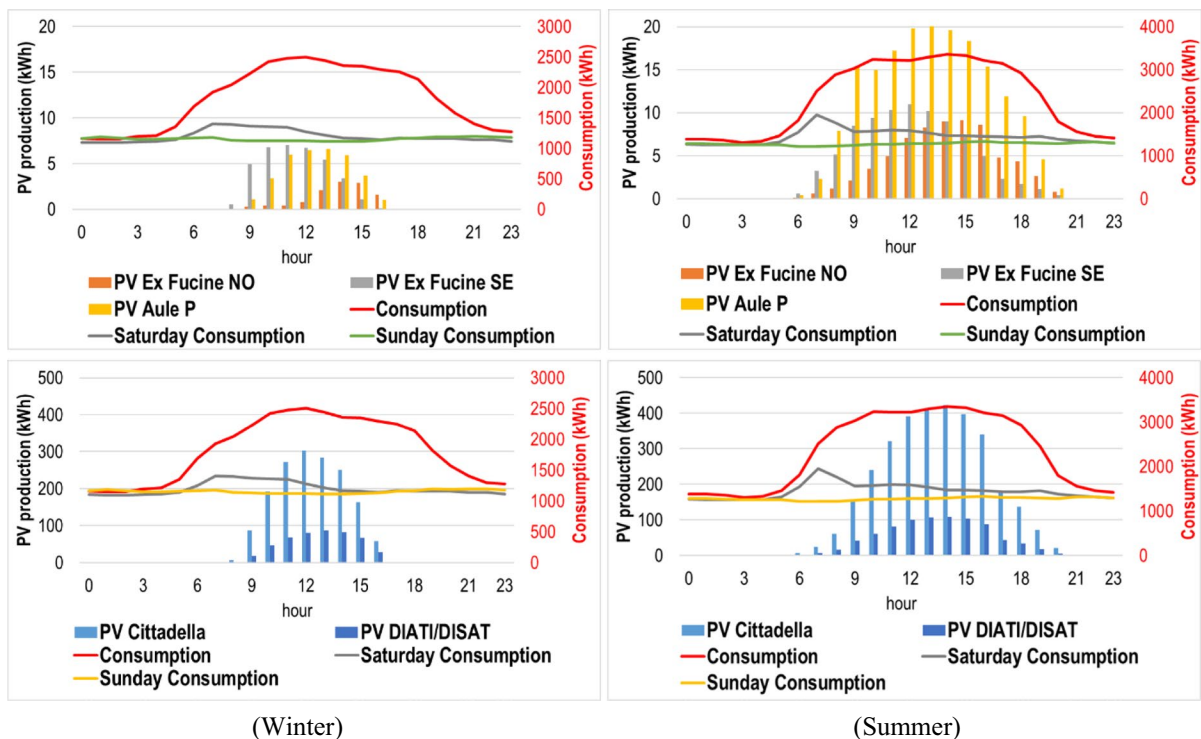 PV production (kWh)
20
15
10
5
0
3000
2500
2000
1500
1000
500
0
Consumption (kWh)
0 3 6 9 12 15 18 21 23
hour
PV Ex Fucine NO PV Ex Fucine SE
PV Aule P Consumption
Saturday Consumption Sunday Consumption
PV production (kWh)
20
15
10
5
0
4000
3000
2000
1000
0
Consumption (kWh)
0 3 6 9 12 15 18 21 23
hour
PV Ex Fucine NO PV Ex Fucine SE
PV Aule P Consumption
Saturday Consumption Sunday Consumption
PV production (kWh)
500
400
300
200
100
0
3000
2500
2000
1500
1000
500
0
Consumption (kWh)
0 3 6 9 12 15 18 21 23
hour
PV Cittadella PV DIATI/DISAT
Consumption Saturday Consumption
Sunday Consumption
PV production (kWh)
500
400
300
200
100
0
4000
3000
2000
1000
0
Consumption (kWh)
0 3 6 9 12 15 18 21 23
hour
PV Cittadella PV DIATI/DISAT
Consumption Saturday Consumption
Sunday Consumption
(Winter) (Summer)